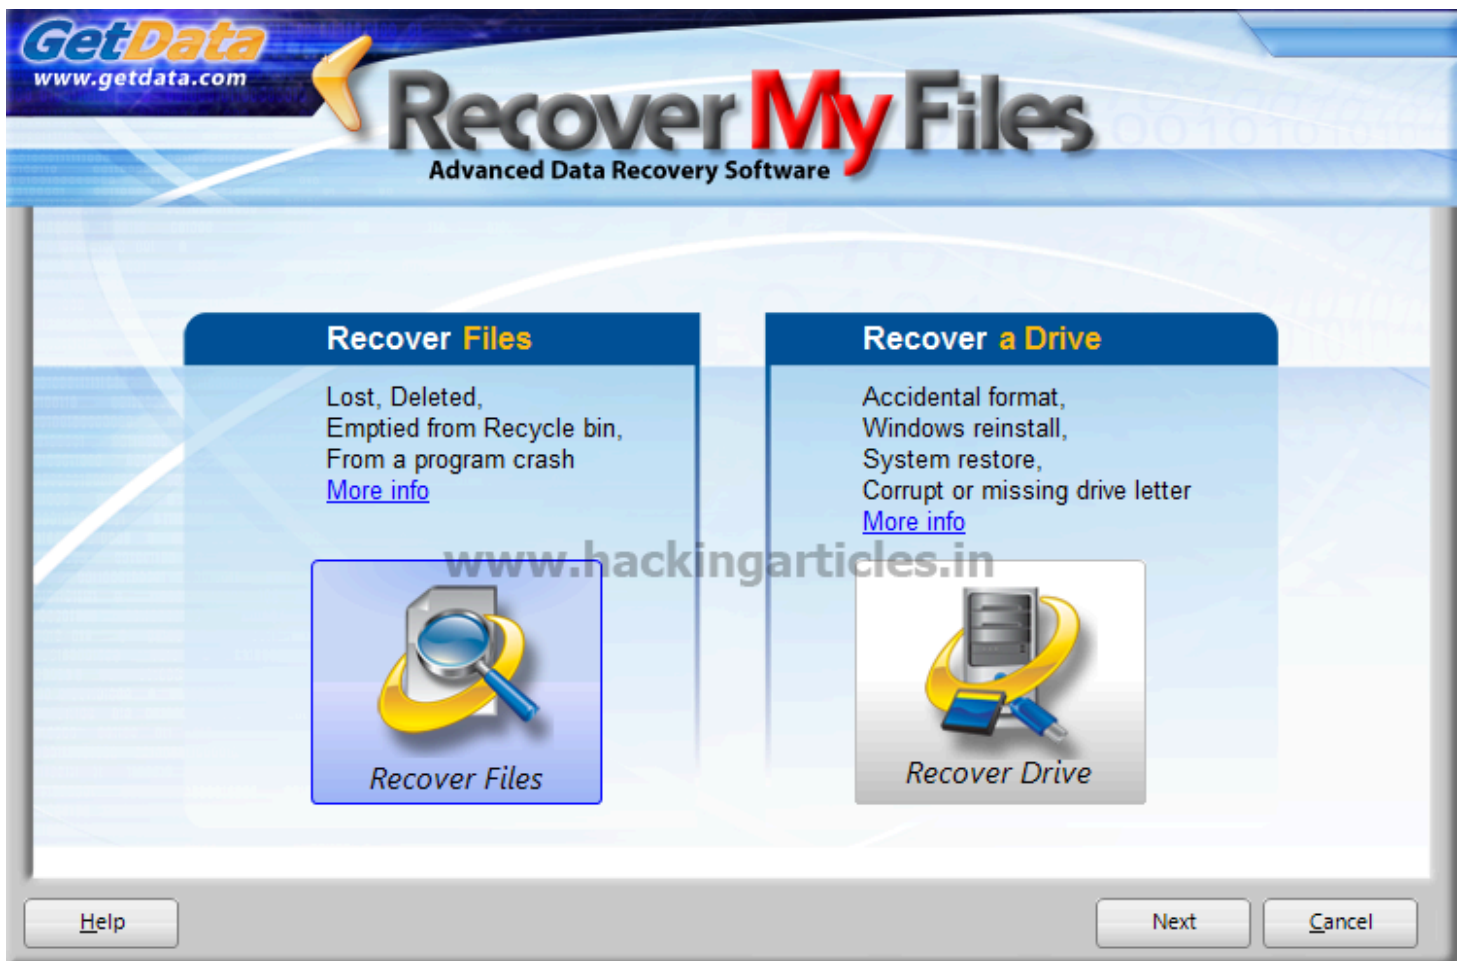 GetData
www.getdata.com
Recover My Files
Advanced Data Recovery Software
Recover Files
Lost, Deleted,
Emptied from Recycle bin,
From a program crash
More info
Recover Files
Recover a Drive
Accidental format,
Windows reinstall,
System restore,
Corrupt or missing drive letter
More info
Recover Drive
www.hackingarticles.in
Help
Next
Cancel